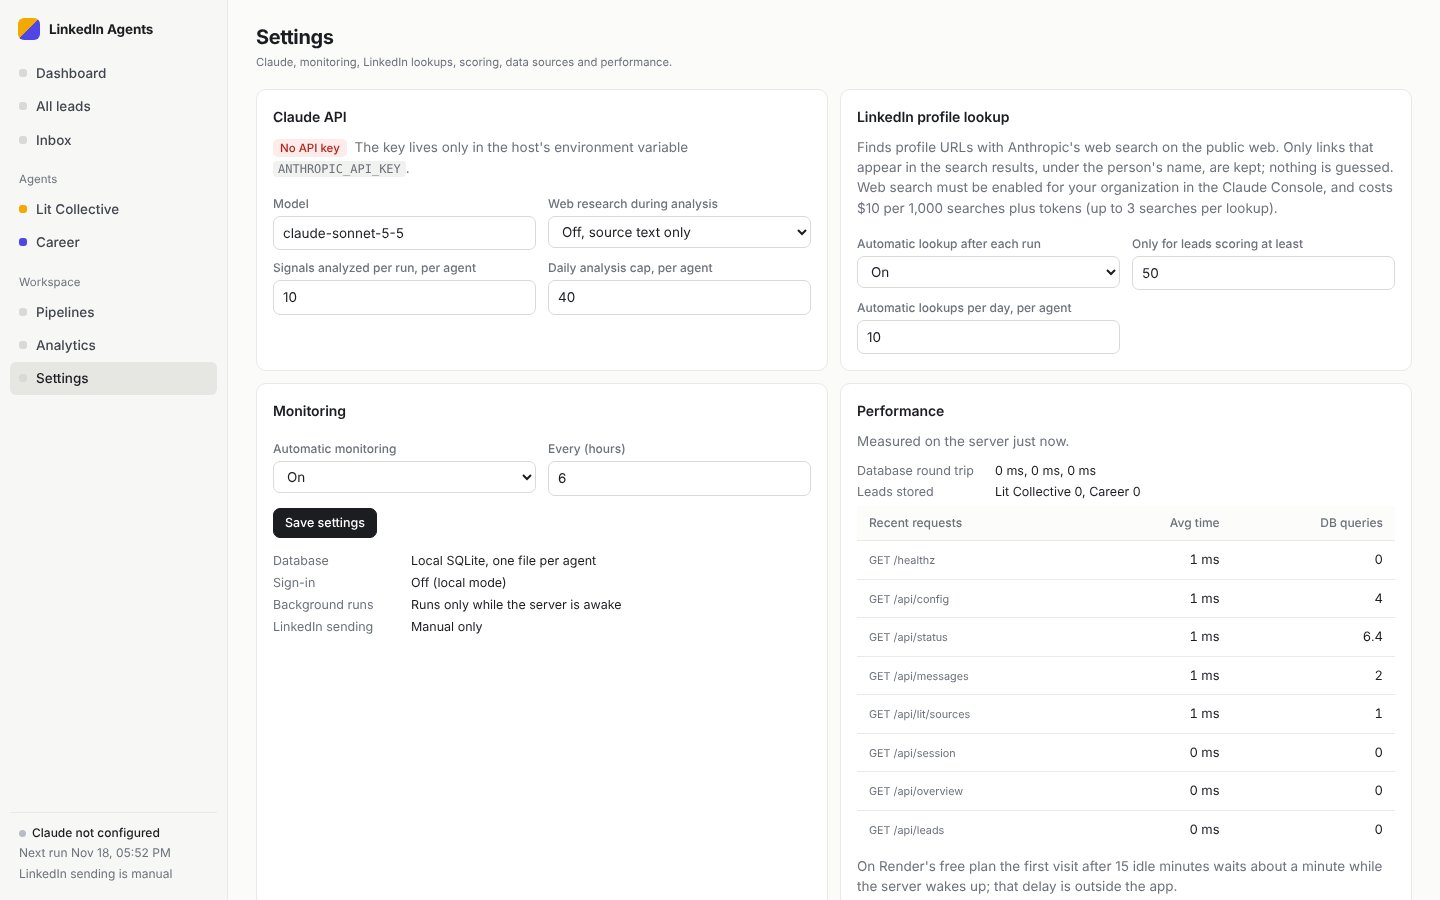 LinkedIn Agents
Dashboard
All leads
Inbox
Agents
Lit Collective
Career
Workspace
Pipelines
Analytics
Settings
Claude not configured
Next run Nov 18, 05:52 PM
LinkedIn sending is manual
Settings
Claude, monitoring, LinkedIn lookups, scoring, data sources and performance.
Claude API
No API key The key lives only in the host's environment variable
ANTHROPIC_API_KEY.
Model
claude-sonnet-5-5
Web research during analysis
Off, source text only
Signals analyzed per run, per agent
10
Daily analysis cap, per agent
40
LinkedIn profile lookup
Finds profile URLs with Anthropic's web search on the public web. Only links that
appear in the search results, under the person's name, are kept; nothing is guessed.
Web search must be enabled for your organization in the Claude Console, and costs
$10 per 1,000 searches plus tokens (up to 3 searches per lookup).
Automatic lookup after each run
On
Only for leads scoring at least
50
Automatic lookups per day, per agent
10
Monitoring
Automatic monitoring
On
Every (hours)
6
Save settings
Database Local SQLite, one file per agent
Sign-in Off (local mode)
Background runs Runs only while the server is awake
LinkedIn sending Manual only
Performance
Measured on the server just now.
Database round trip 0 ms, 0 ms, 0 ms
Leads stored Lit Collective 0, Career 0
Recent requests Avg time DB queries
GET /healthz 1 ms 0
GET /api/config 1 ms 4
GET /api/status 1 ms 6.4
GET /api/messages 1 ms 2
GET /api/lit/sources 1 ms 1
GET /api/session 0 ms 0
GET /api/overview 0 ms 0
GET /api/leads 0 ms 0
On Render's free plan the first visit after 15 idle minutes waits about a minute while
the server wakes up; that delay is outside the app.